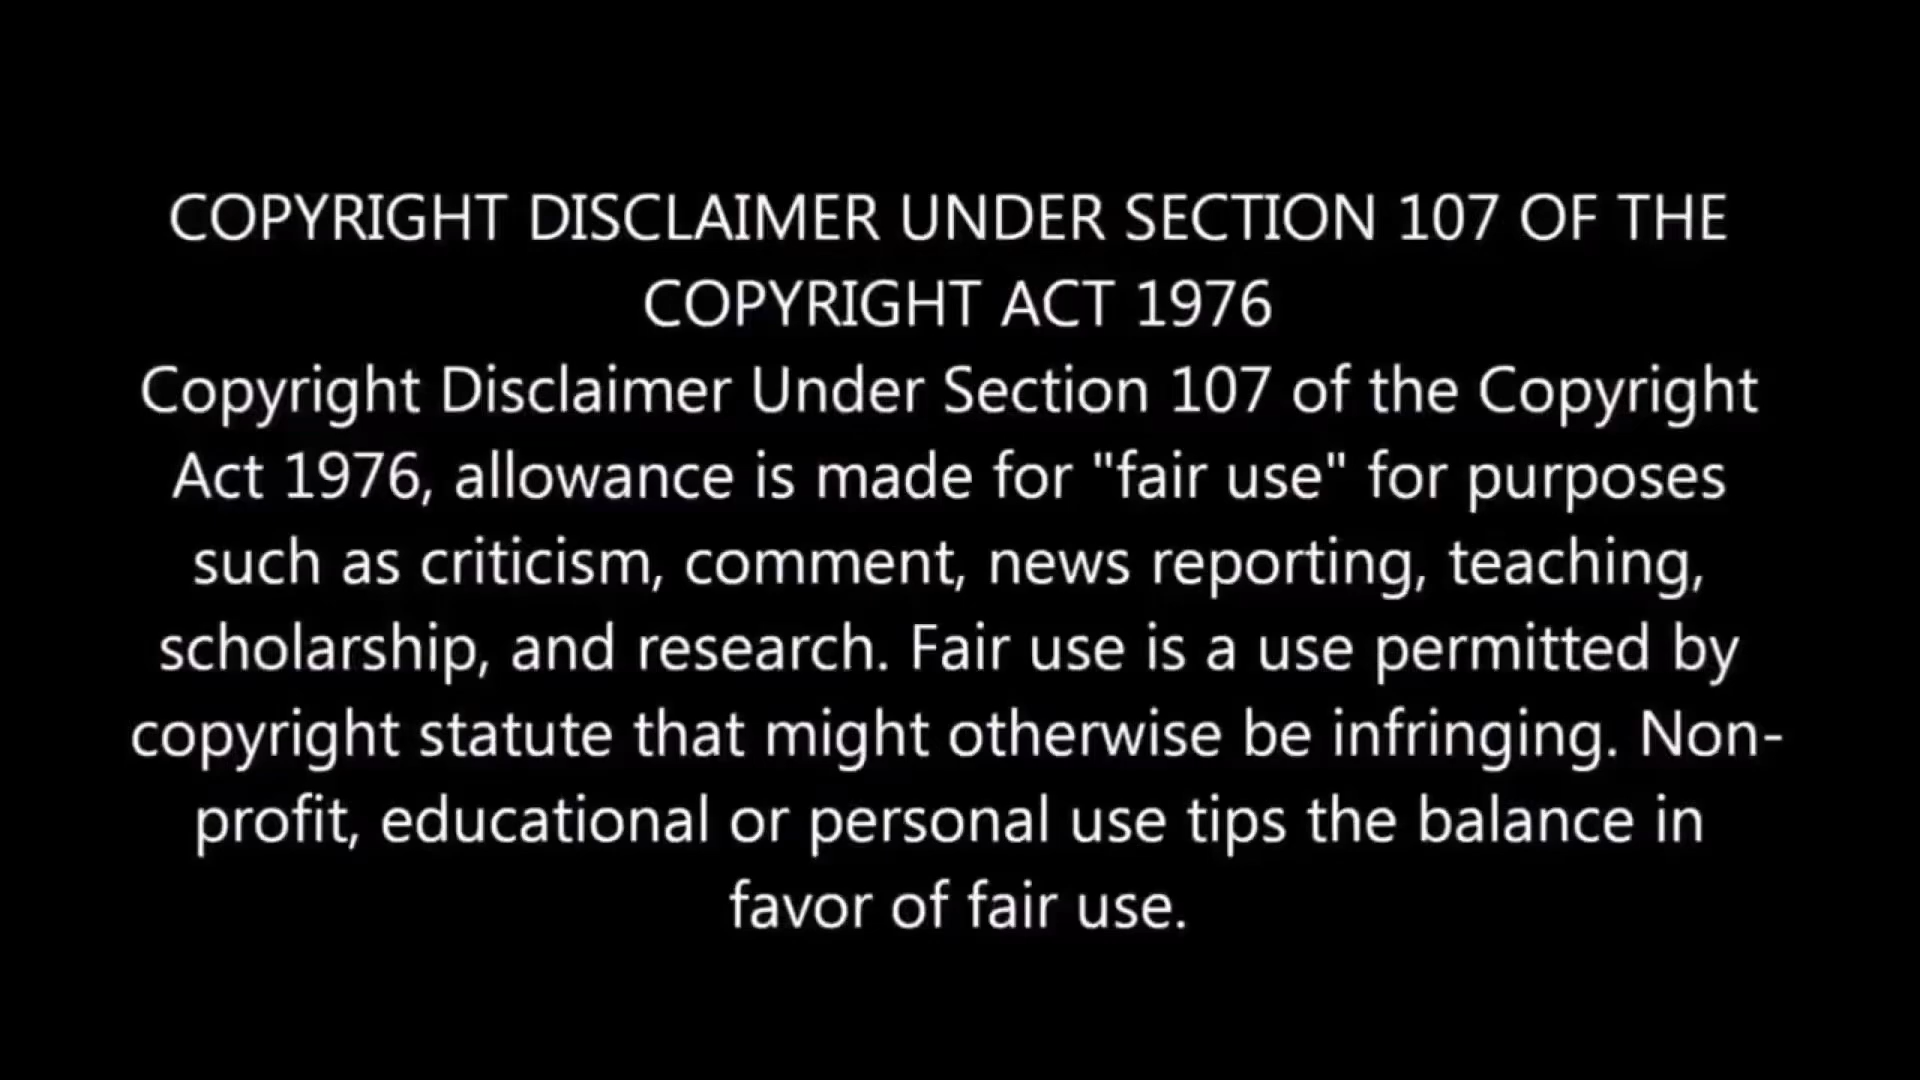 COPYRIGHT DISCLAIMER UNDER SECTION 107 OF THE
COPYRIGHT ACT 1976
Copyright Disclaimer Under Section 107 of the Copyright
Act 1976, allowance is made for "fair use" for purposes
such as criticism, comment, news reporting, teaching,
scholarship, and research. Fair use is a use permitted by
copyright statute that might otherwise be infringing. Non-
profit, educational or personal use tips the balance in
favor of fair use.